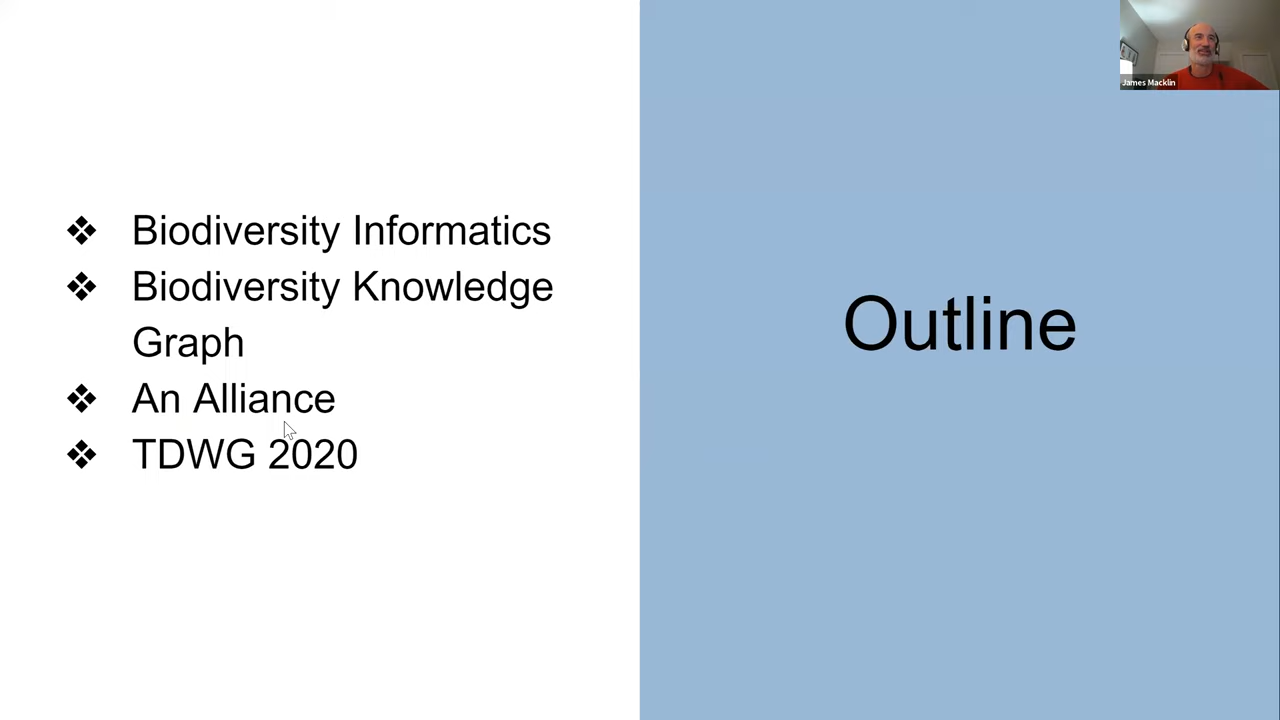 ❖ Biodiversity Informatics
❖ Biodiversity Knowledge
Graph
❖ An Alliance
❖ TDWG 2020
Outline
James Macklin